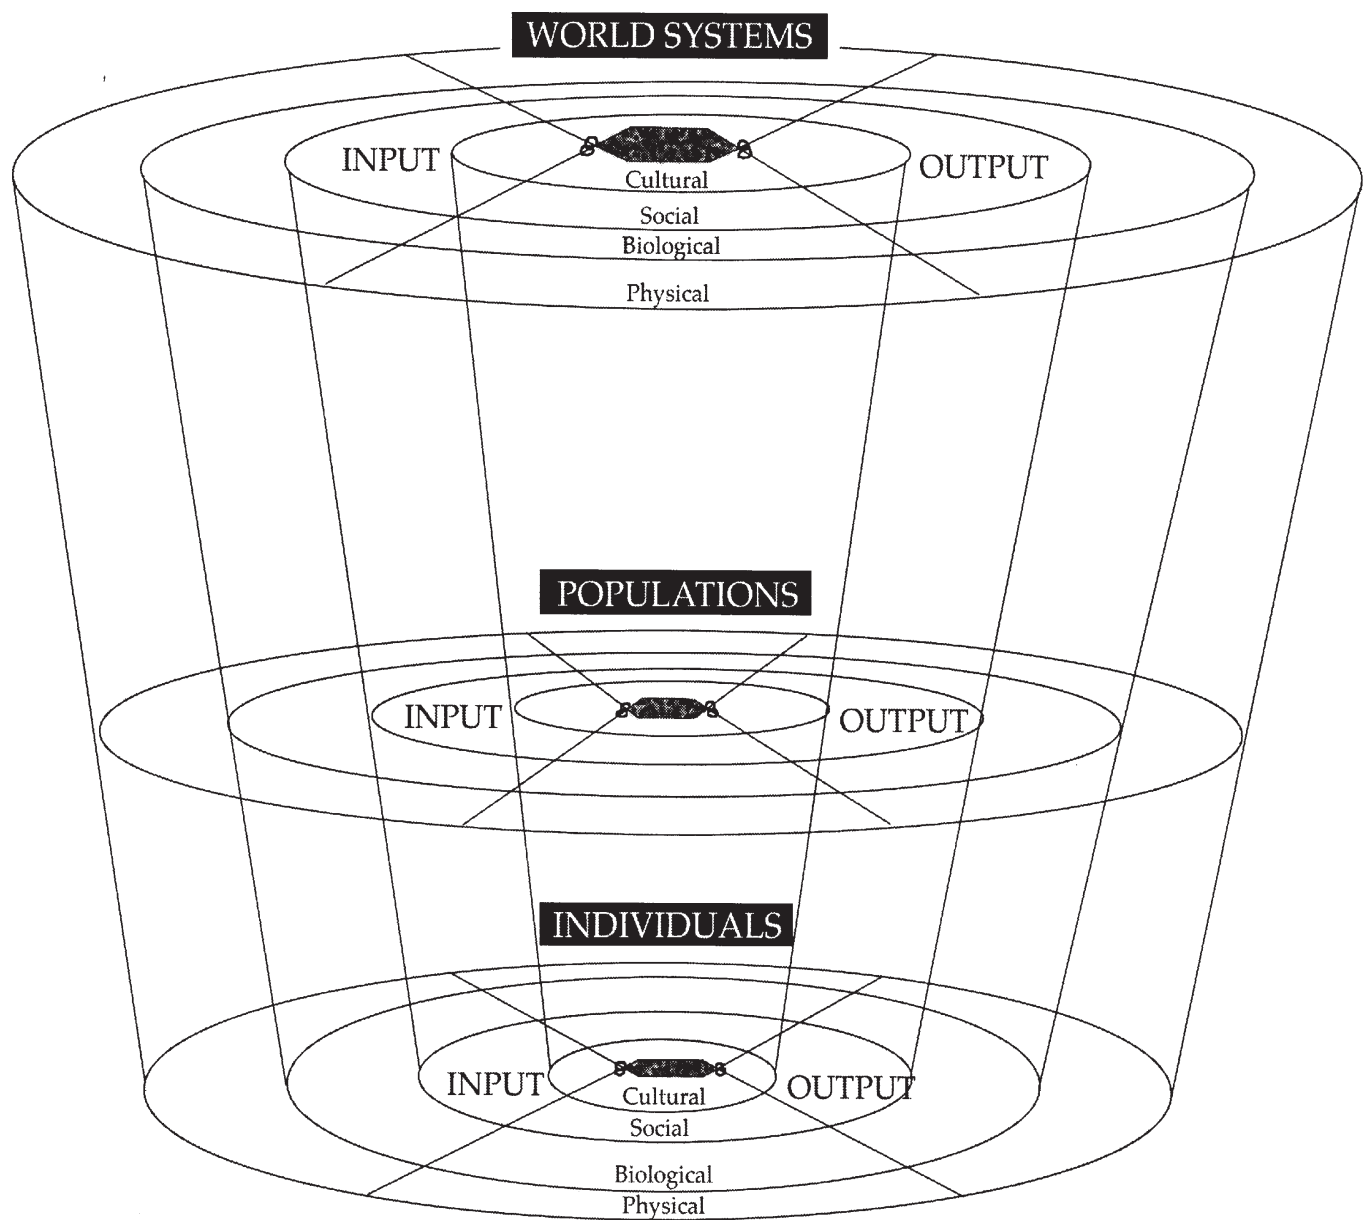 WORLD SYSTEMS
INPUT
OUTPUT
Cultural
Social
Biological
Physical
POPULATIONS
INPUT
OUTPUT
INDIVIDUALS
INPUT
OUTPUT
Cultural
Social
Biological
Physical